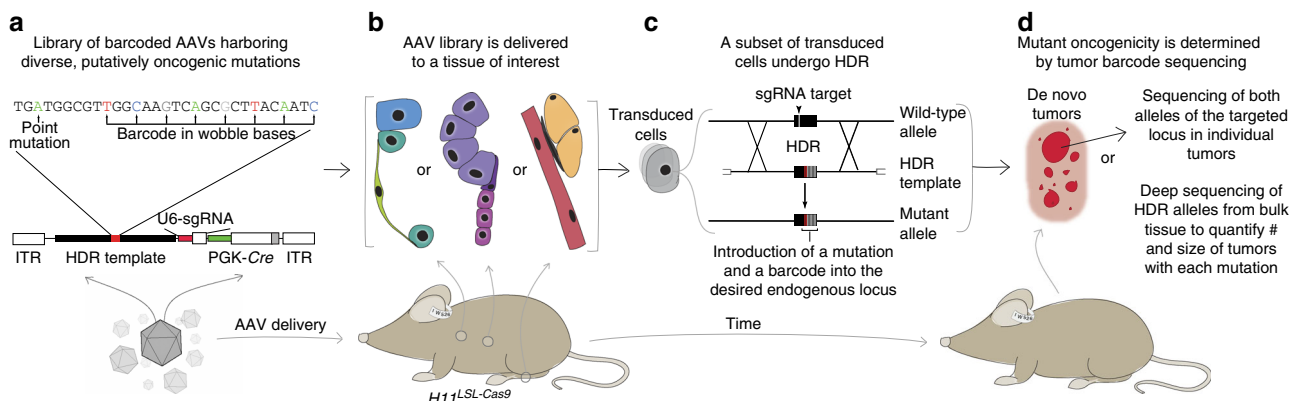 a
Library of barcoded AAVs harboring
diverse, putatively oncogenic mutations
TGATGGCGTTGGCAAGTCAGCGCTTACAATC
Point
mutation
Barcode in wobble bases
U6-sgRNA
ITR
HDR template
PGK-Cre
ITR
AAV delivery
b
AAV library is delivered
to a tissue of interest
or
or
H11LSL-Cas9
Time
c
A subset of transduced
cells undergo HDR
Transduced
cells
sgRNA target
Wild-type
allele
HDR
HDR
template
Mutant
allele
Introduction of a mutation
and a barcode into the
desired endogenous locus
d
Mutant oncogenicity is determined
by tumor barcode sequencing
De novo
tumors
or
Sequencing of both
alleles of the targeted
locus in individual
tumors
Deep sequencing of
HDR alleles from bulk
tissue to quantify #
and size of tumors
with each mutation